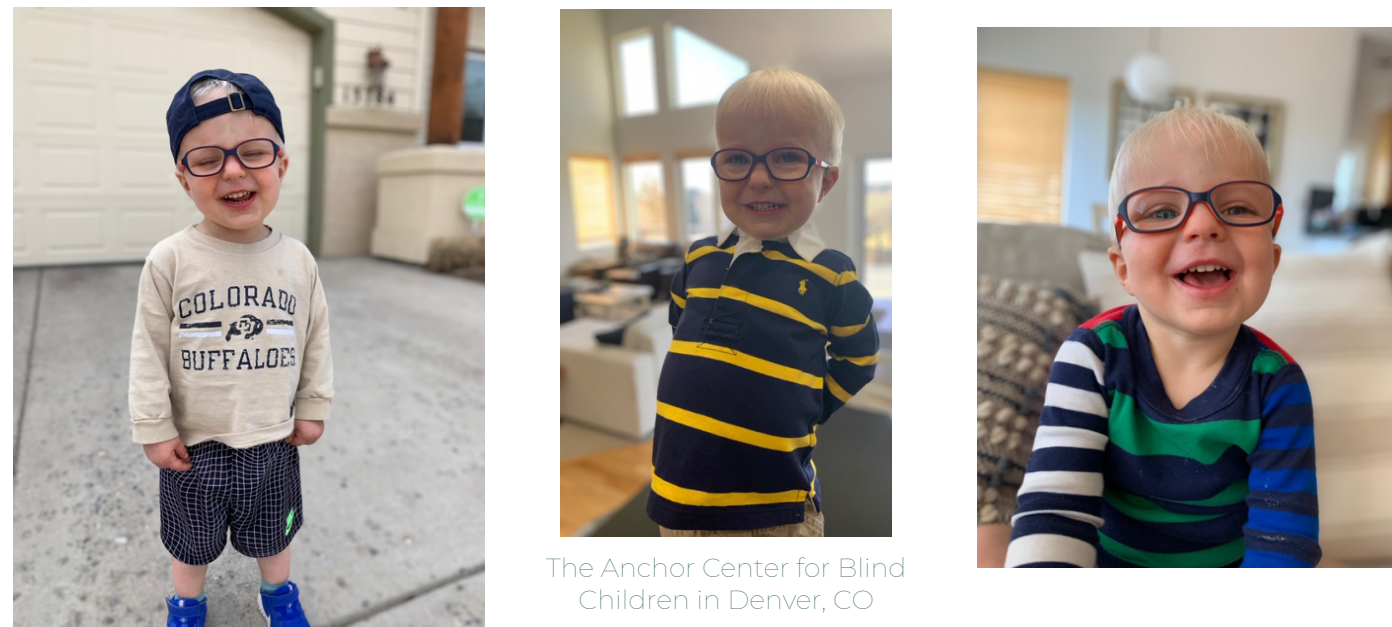 COLORADO
BUFFALOES
The Anchor Center for Blind
Children in Denver, CO